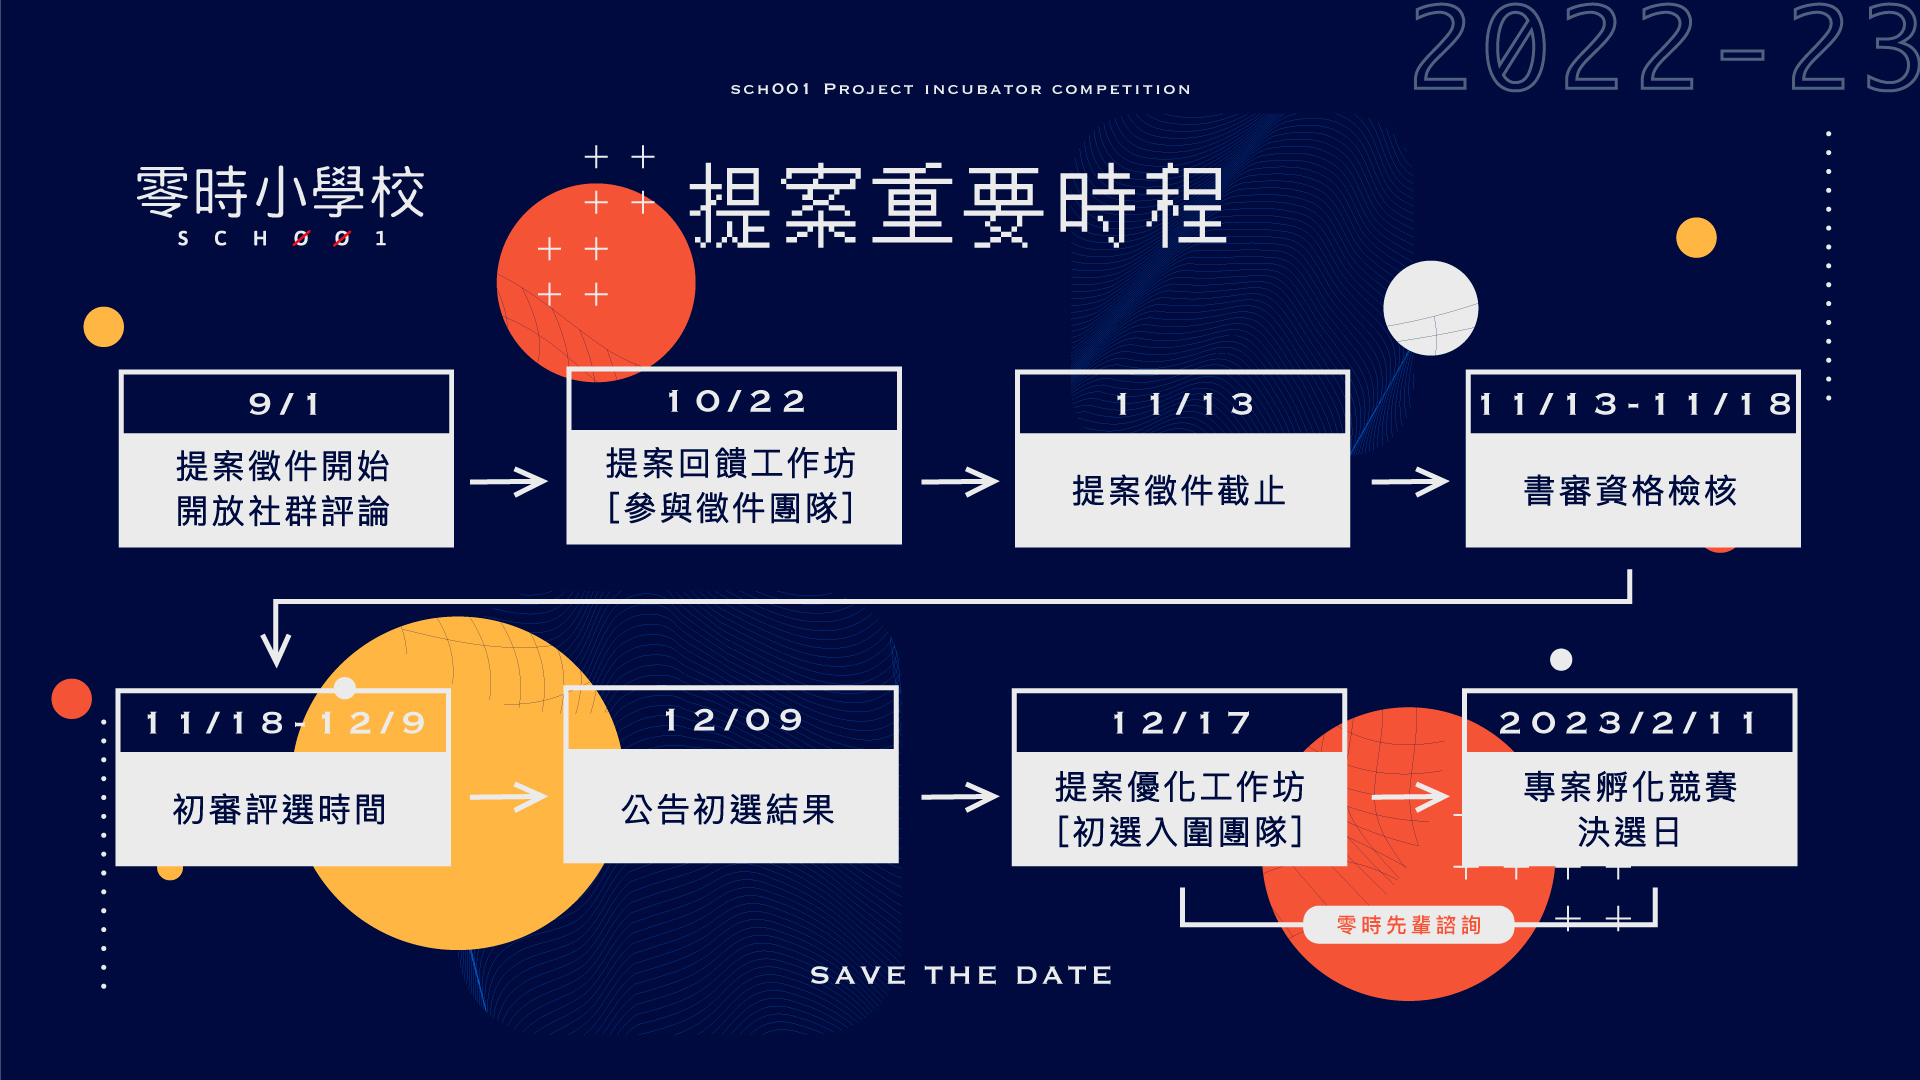 2022-23
SCH001 PROJECT INCUBATOR COMPETITION
零時小學校
SCH001
提案重要時程
9/1
提案徵件開始
開放社群評論
10/22
提案回饋工作坊
[參與徵件團隊]
11/13
提案徵件截止
11/13-11/18
書審資格檢核
11/18-12/9
初審評選時間
12/09
公告初選結果
12/17
提案優化工作坊
[初選入圍團隊]
2023/2/11
專案孵化競賽
決選日
零時先輩諮詢
SAVE THE DATE